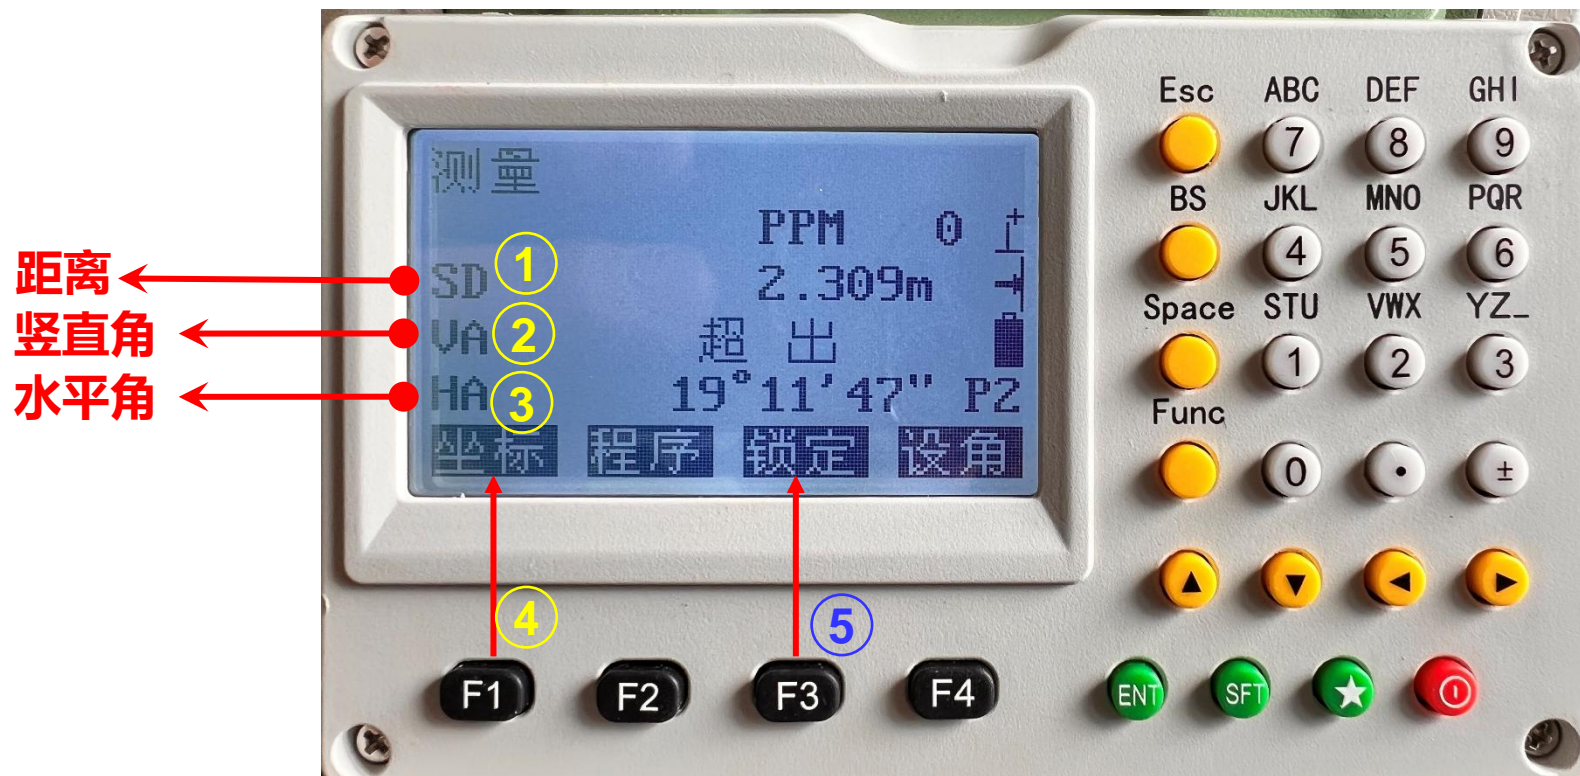 测量
PPM 0
距离
SD ① 2.309m
竖直角
VA ② 超出
水平角
HA ③ 19°11′47″ P2
坐标 程序 锁定 设角
④ ⑤
F1 F2 F3 F4
Esc ABC DEF GHI
7 8 9
BS JKL MNO PQR
4 5 6
Space STU VWX YZ_
1 2 3
Func
0 • ±
▲ ▼ ◀ ▶
ENT SFT ★